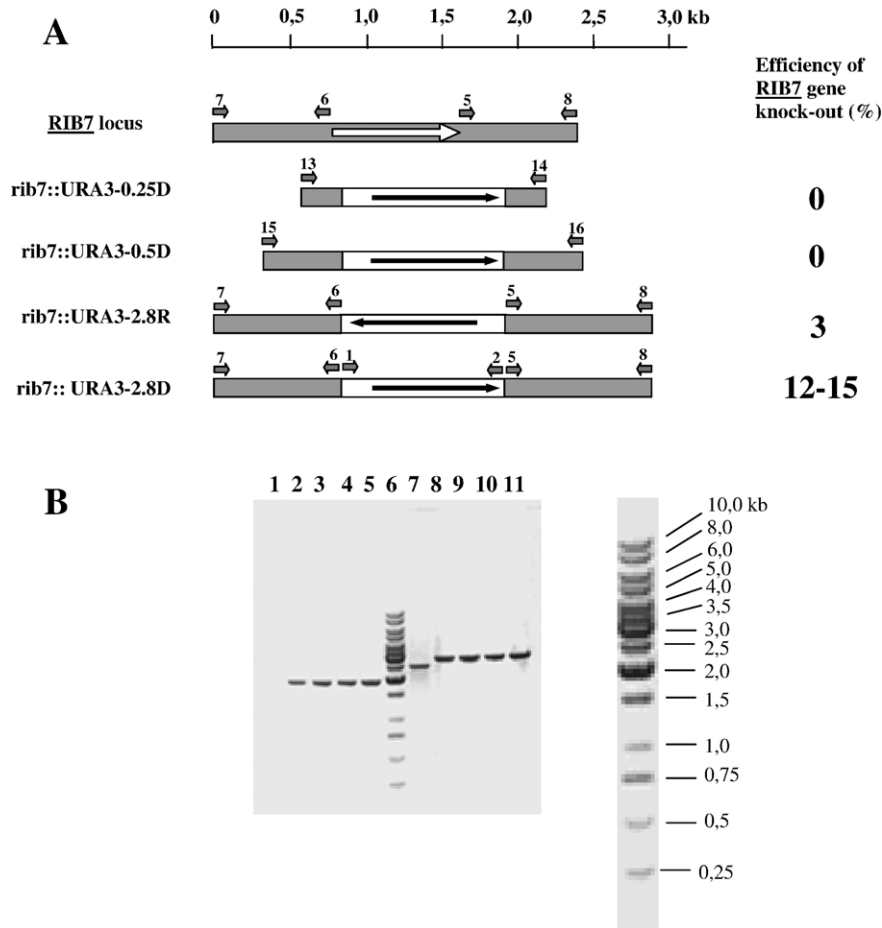 A
0 0,5 1,0 1,5 2,0 2,5 3,0 kb
Efficiency of
RIB7 gene
knock-out (%)
7 6 5 8
RIB7 locus
13 14
rib7::URA3-0.25D
0
15 16
rib7::URA3-0.5D
0
7 6 5 8
rib7::URA3-2.8R
3
7 6 1 2 5 8
rib7:: URA3-2.8D
12-15
B
1 2 3 4 5 6 7 8 9 10 11
10,0 kb
8,0
6,0
5,0
4,0
3,5
3,0
2,5
2,0
1,5
1,0
0,75
0,5
0,25